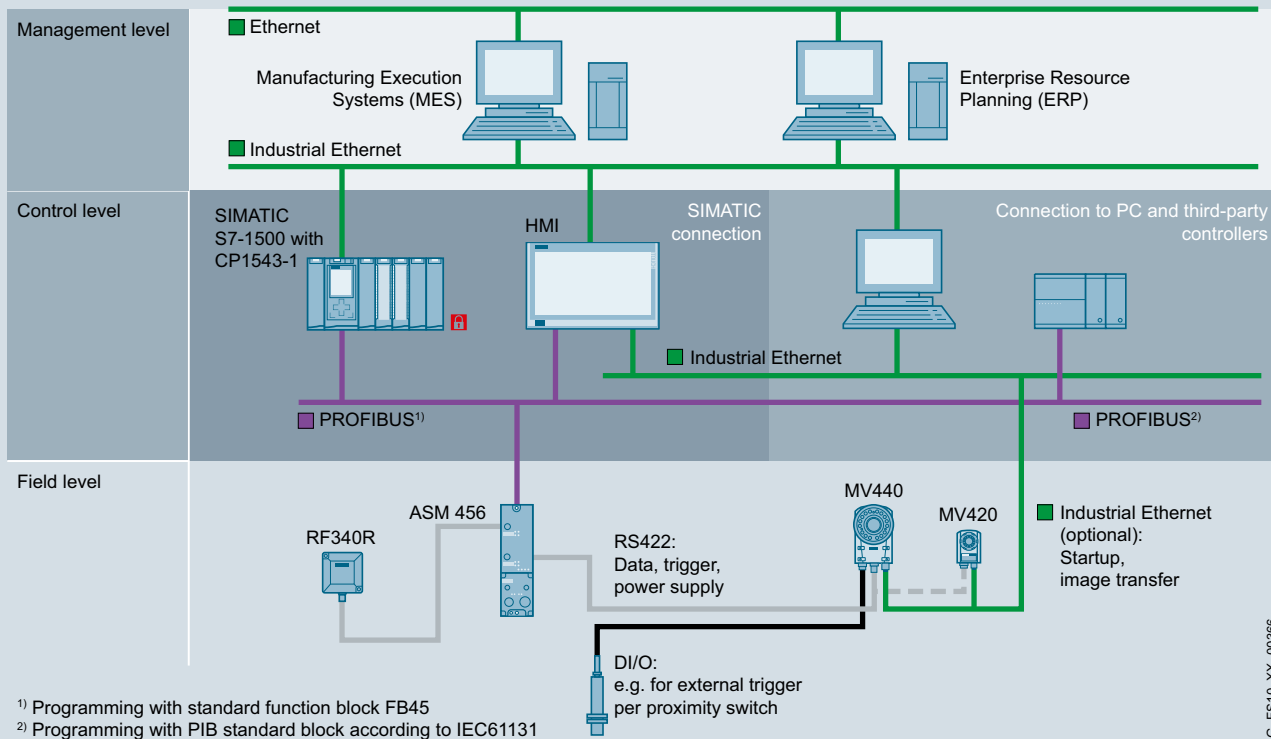 Management level
Ethernet
Manufacturing Execution
Systems (MES)
Enterprise Resource
Planning (ERP)
Industrial Ethernet
Control level
SIMATIC
S7-1500 with
CP1543-1
HMI
SIMATIC
connection
Connection to PC and third-party
controllers
Industrial Ethernet
PROFIBUS1)
PROFIBUS2)
Field level
RF340R
ASM 456
RS422:
Data, trigger,
power supply
MV440
MV420
Industrial Ethernet
(optional):
Startup,
image transfer
DI/O:
e.g. for external trigger
per proximity switch
1) Programming with standard function block FB45
2) Programming with PIB standard block according to IEC61131